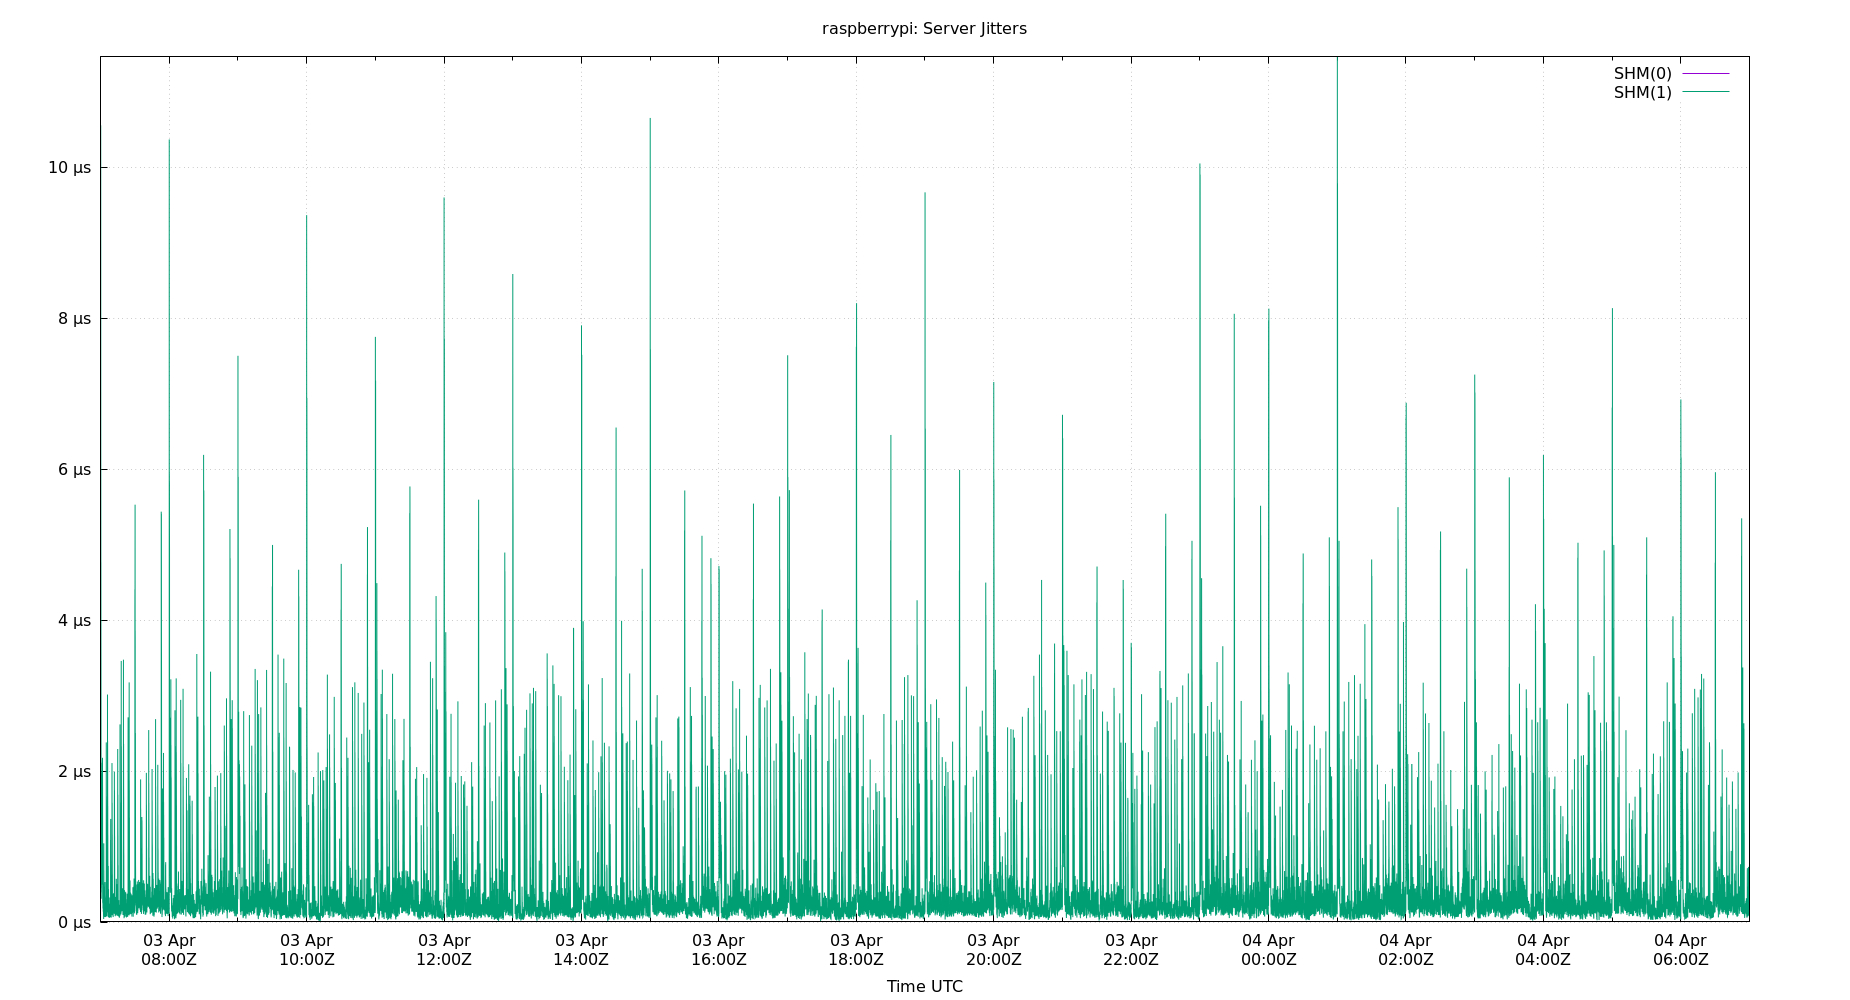 raspberrypi: Server Jitters
SHM(0)
SHM(1)
10 µs
8 µs
6 µs
4 µs
2 µs
0 µs
03 Apr
08:00Z
03 Apr
10:00Z
03 Apr
12:00Z
03 Apr
14:00Z
03 Apr
16:00Z
03 Apr
18:00Z
03 Apr
20:00Z
03 Apr
22:00Z
04 Apr
00:00Z
04 Apr
02:00Z
04 Apr
04:00Z
04 Apr
06:00Z
Time UTC